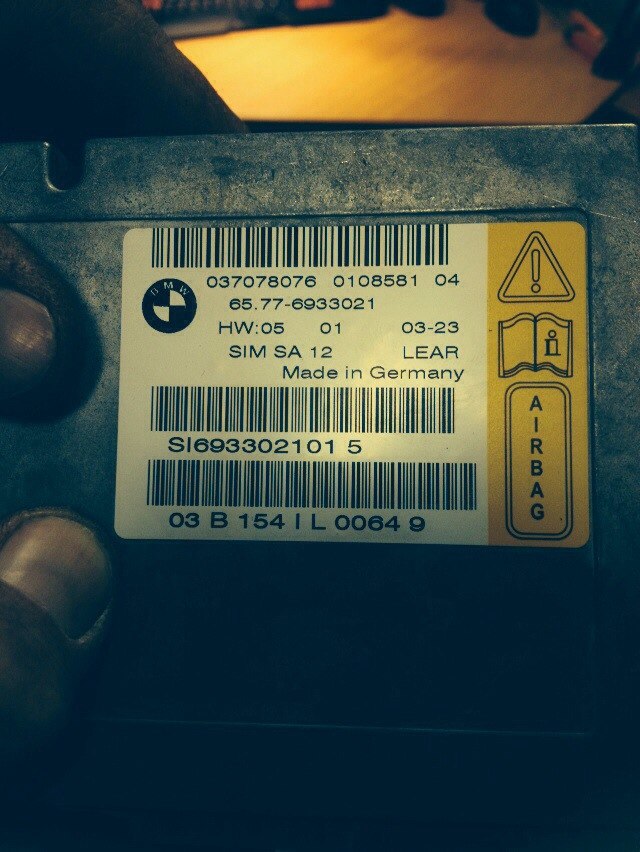 037078076 0108581 04
BMW
65.77-6933021
HW:05 01 03-23
SIM SA 12 LEAR
Made in Germany
SI693302101 5
03 B 154 I L 0064 9
i
AIRBAG